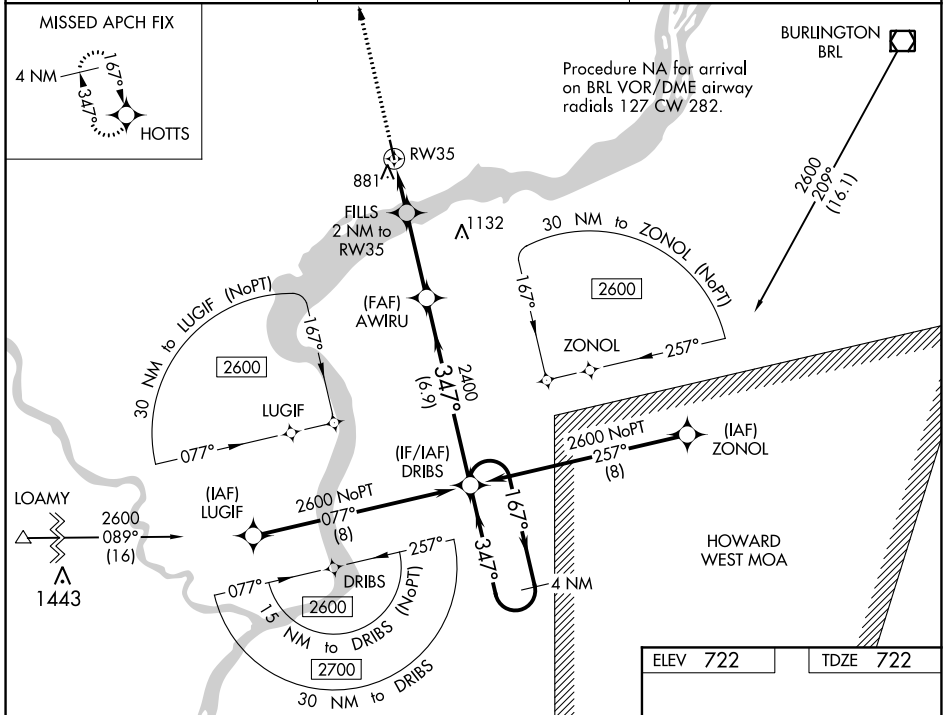 MISSED APCH FIX
4 NM
167°
347°
HOTTS
BURLINGTON
BRL
Procedure NA for arrival
on BRL VOR/DME airway
radials 127 CW 282.
2600
209°
(16.1)
RW35
881
FILLS
2 NM to
RW35
1132
30 NM to ZONOL (NoPT)
2600
167°
257°
ZONOL
(FAF)
AWIRU
30 NM to LUGIF (NoPT)
2600
167°
LUGIF
077°
2400
347°
(6.9)
(IF/IAF)
DRIBS
2600 NoPT
257°
(8)
(IAF)
ZONOL
LOAMY
2600
089°
(16)
1443
(IAF)
LUGIF
2600 NoPT
077°
(8)
167°
347°
4 NM
HOWARD
WEST MOA
077°
257°
DRIBS
2600
15 NM to DRIBS (NoPT)
2700
30 NM to DRIBS
ELEV 722
TDZE 722